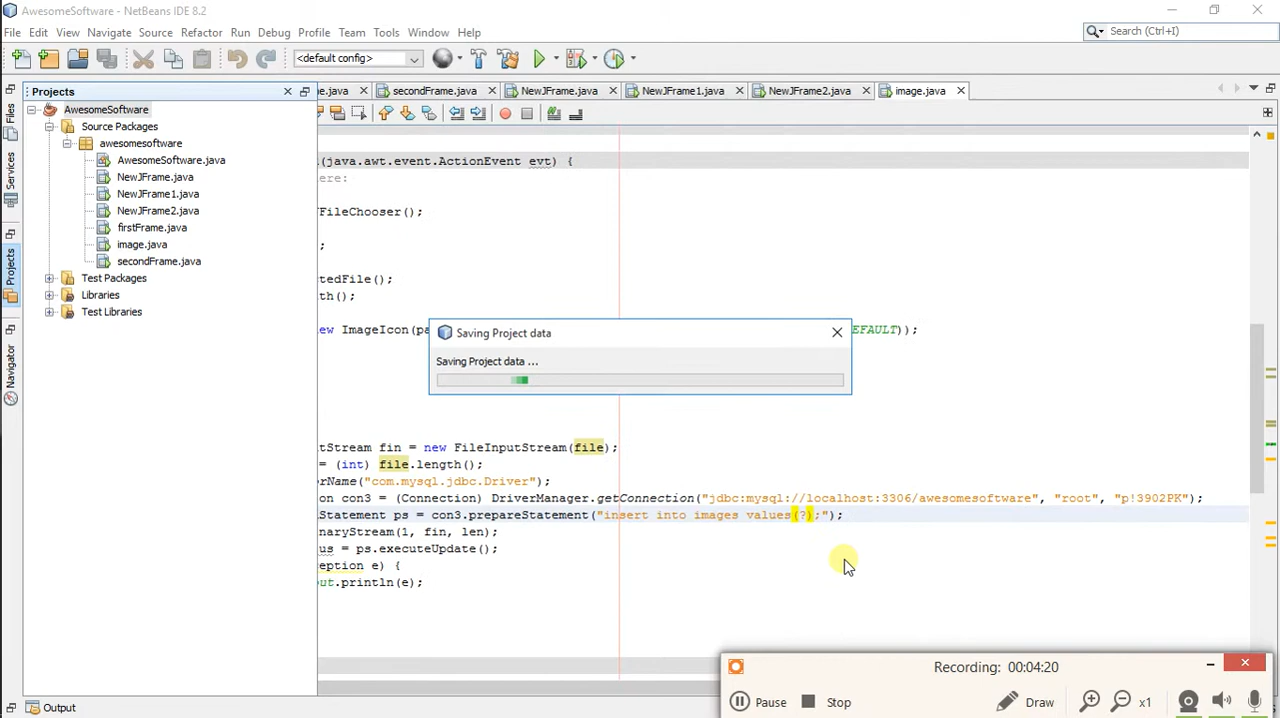 AwesomeSoftware - NetBeans IDE 8.2
File Edit View Navigate Source Refactor Run Debug Profile Team Tools Window Help
Search (Ctrl+I)
<default config>
Projects
me.java secondFrame.java NewJFrame.java NewJFrame1.java NewJFrame2.java image.java
Files
Services
Projects
Navigator
AwesomeSoftware
Source Packages
awesomesoftware
AwesomeSoftware.java
NewJFrame.java
NewJFrame1.java
NewJFrame2.java
firstFrame.java
image.java
secondFrame.java
Test Packages
Libraries
Test Libraries
(java.awt.event.ActionEvent evt) {
ere:
FileChooser();
;
tedFile();
th();
ew ImageIcon(pa
EFAULT));
Saving Project data
Saving Project data ...
tStream fin = new FileInputStream(file);
= (int) file.length();
rName("com.mysql.jdbc.Driver");
on con3 = (Connection) DriverManager.getConnection("jdbc:mysql://localhost:3306/awesomesoftware", "root", "p!3902PK");
Statement ps = con3.prepareStatement("insert into images values(?);");
naryStream(1, fin, len);
us = ps.executeUpdate();
ception e) {
ut.println(e);
Recording: 00:04:20
Pause Stop Draw x1
Output